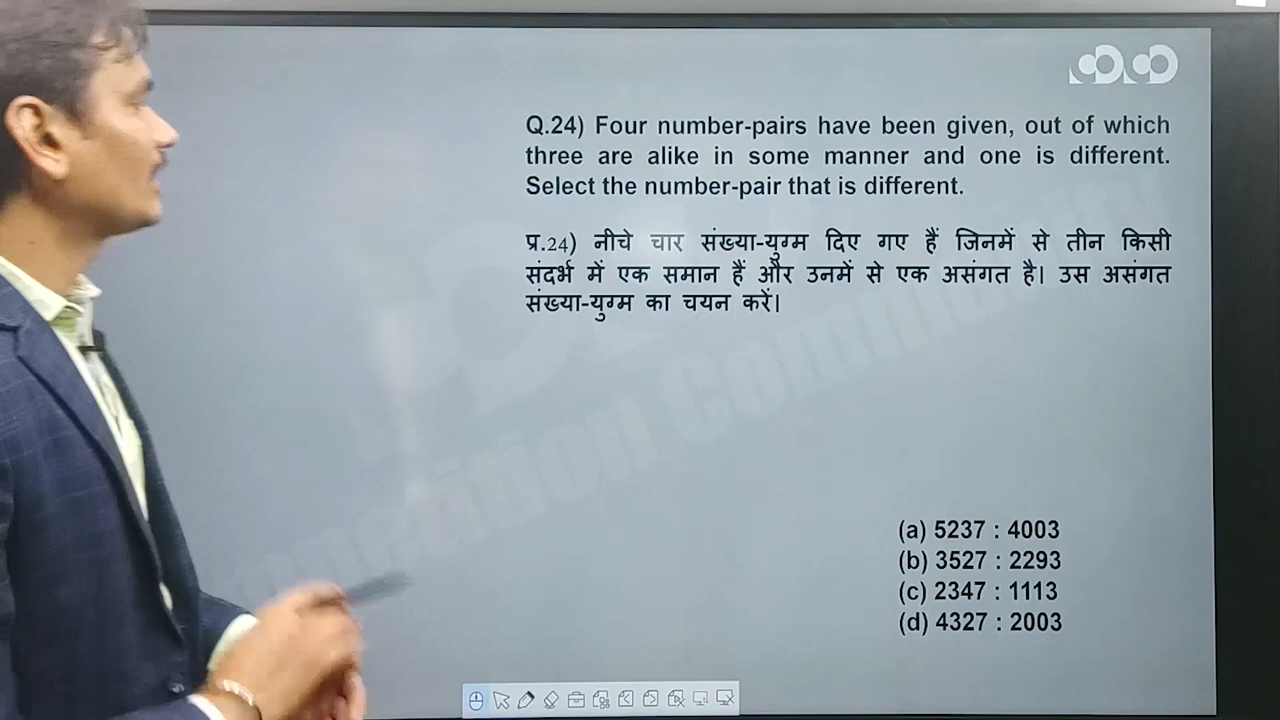 Q.24) Four number-pairs have been given, out of which
three are alike in some manner and one is different.
Select the number-pair that is different.
प्र.24) नीचे चार संख्या-युग्म दिए गए हैं जिनमें से तीन किसी
संदर्भ में एक समान हैं और उनमें से एक असंगत है। उस असंगत
संख्या-युग्म का चयन करें।
(a) 5237 : 4003
(b) 3527 : 2293
(c) 2347 : 1113
(d) 4327 : 2003